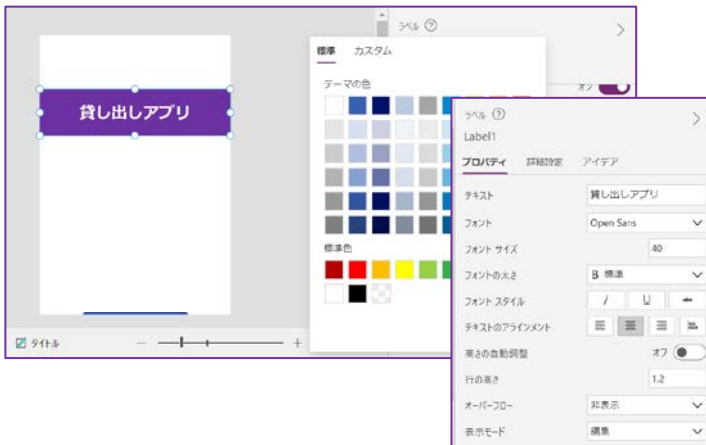 ラベル
標準 カスタム
テーマの色
オフ
貸し出しアプリ
標準色
タイトル
ラベル
Label1
プロパティ 詳細設定 アイデア
テキスト 貸し出しアプリ
フォント Open Sans
フォント サイズ 40
フォントの太さ B 標準
フォント スタイル / U abc
テキストのアラインメント
高さの自動調整 オフ
行の高さ 1.2
オーバーフロー 非表示
表示モード 編集